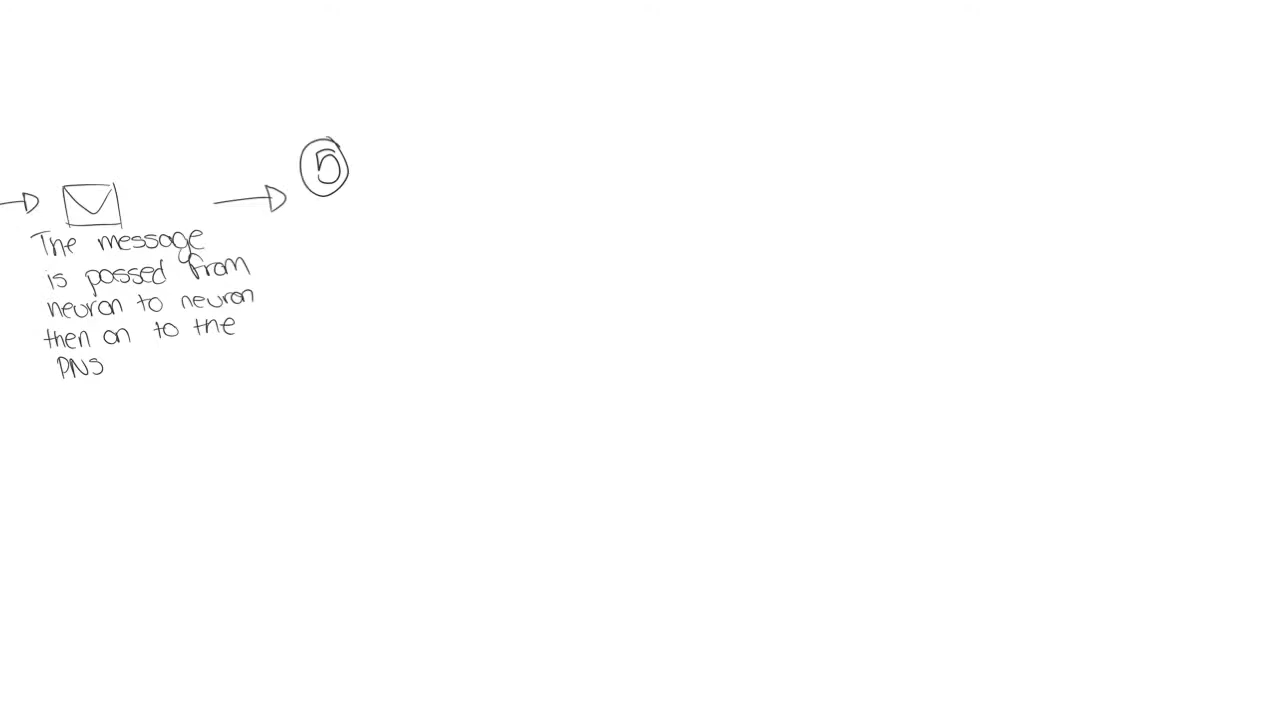 5
The message
is passed from
neuron to neuron
then on to the
PNS